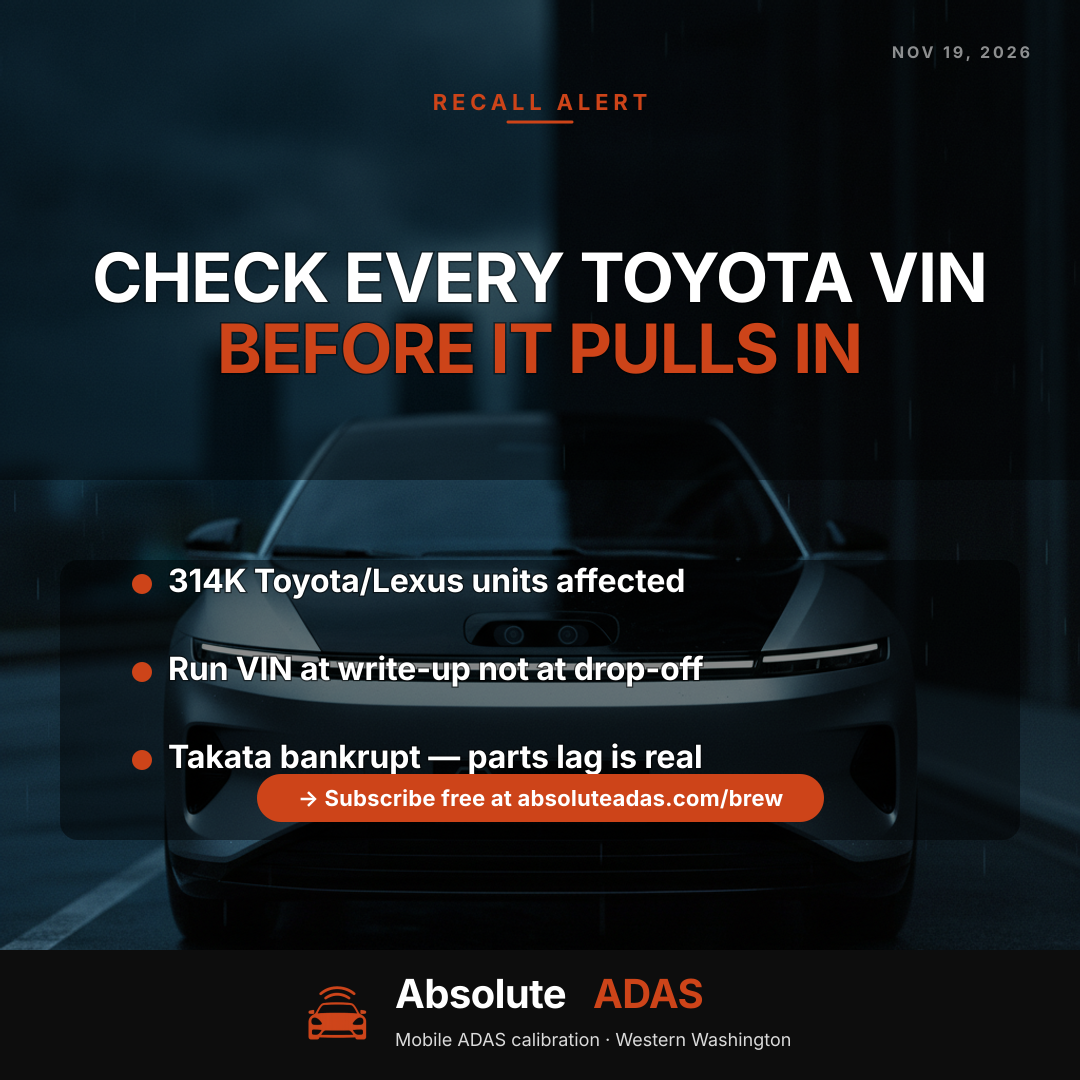 NOV 19, 2026
RECALL ALERT
CHECK EVERY TOYOTA VIN
BEFORE IT PULLS IN
314K Toyota/Lexus units affected
Run VIN at write-up not at drop-off
Takata bankrupt — parts lag is real
→ Subscribe free at absoluteadas.com/brew
Absolute ADAS
Mobile ADAS calibration · Western Washington